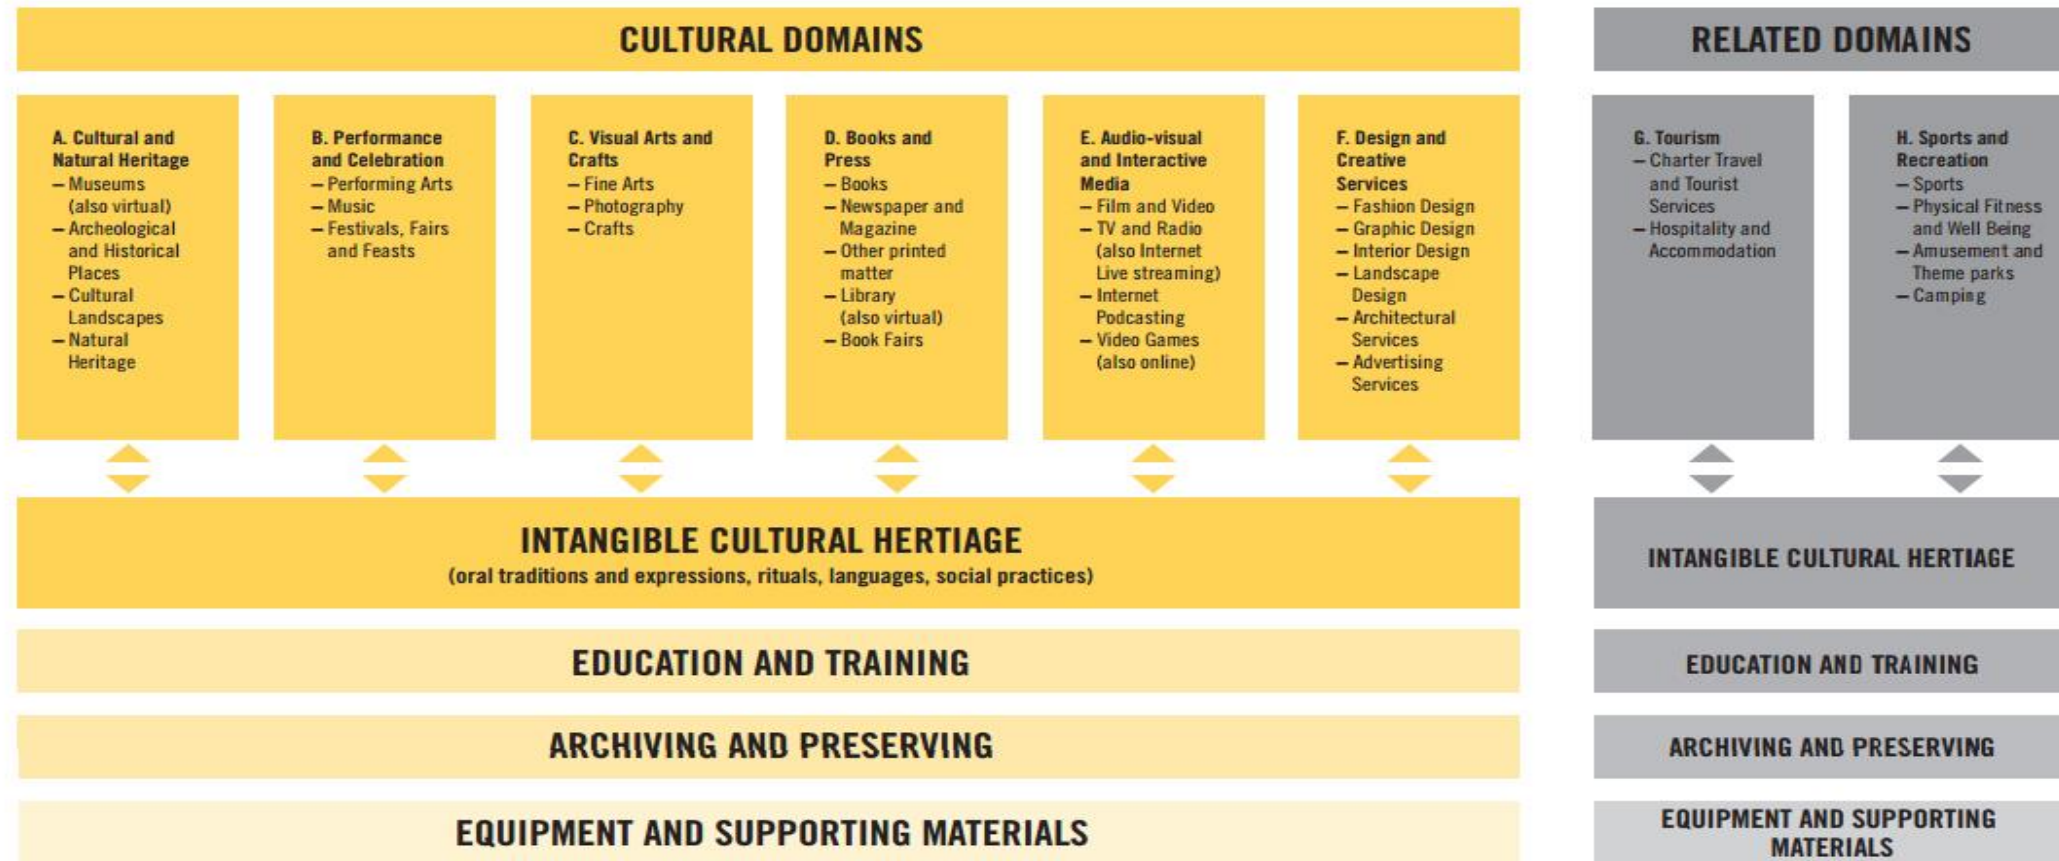 CULTURAL DOMAINS
RELATED DOMAINS
A. Cultural and
Natural Heritage
– Museums
(also virtual)
– Archeological
and Historical
Places
– Cultural
Landscapes
– Natural
Heritage
B. Performance
and Celebration
– Performing Arts
– Music
– Festivals, Fairs
and Feasts
C. Visual Arts and
Crafts
– Fine Arts
– Photography
– Crafts
D. Books and
Press
– Books
– Newspaper and
Magazine
– Other printed
matter
– Library
(also virtual)
– Book Fairs
E. Audio-visual
and Interactive
Media
– Film and Video
– TV and Radio
(also Internet
Live streaming)
– Internet
Podcasting
– Video Games
(also online)
F. Design and
Creative
Services
– Fashion Design
– Graphic Design
– Interior Design
– Landscape
Design
– Architectural
Services
– Advertising
Services
G. Tourism
– Charter Travel
and Tourist
Services
– Hospitality and
Accommodation
H. Sports and
Recreation
– Sports
– Physical Fitness
and Well Being
– Amusement and
Theme parks
– Camping
INTANGIBLE CULTURAL HERTIAGE
(oral traditions and expressions, rituals, languages, social practices)
INTANGIBLE CULTURAL HERTIAGE
EDUCATION AND TRAINING
EDUCATION AND TRAINING
ARCHIVING AND PRESERVING
ARCHIVING AND PRESERVING
EQUIPMENT AND SUPPORTING MATERIALS
EQUIPMENT AND SUPPORTING
MATERIALS